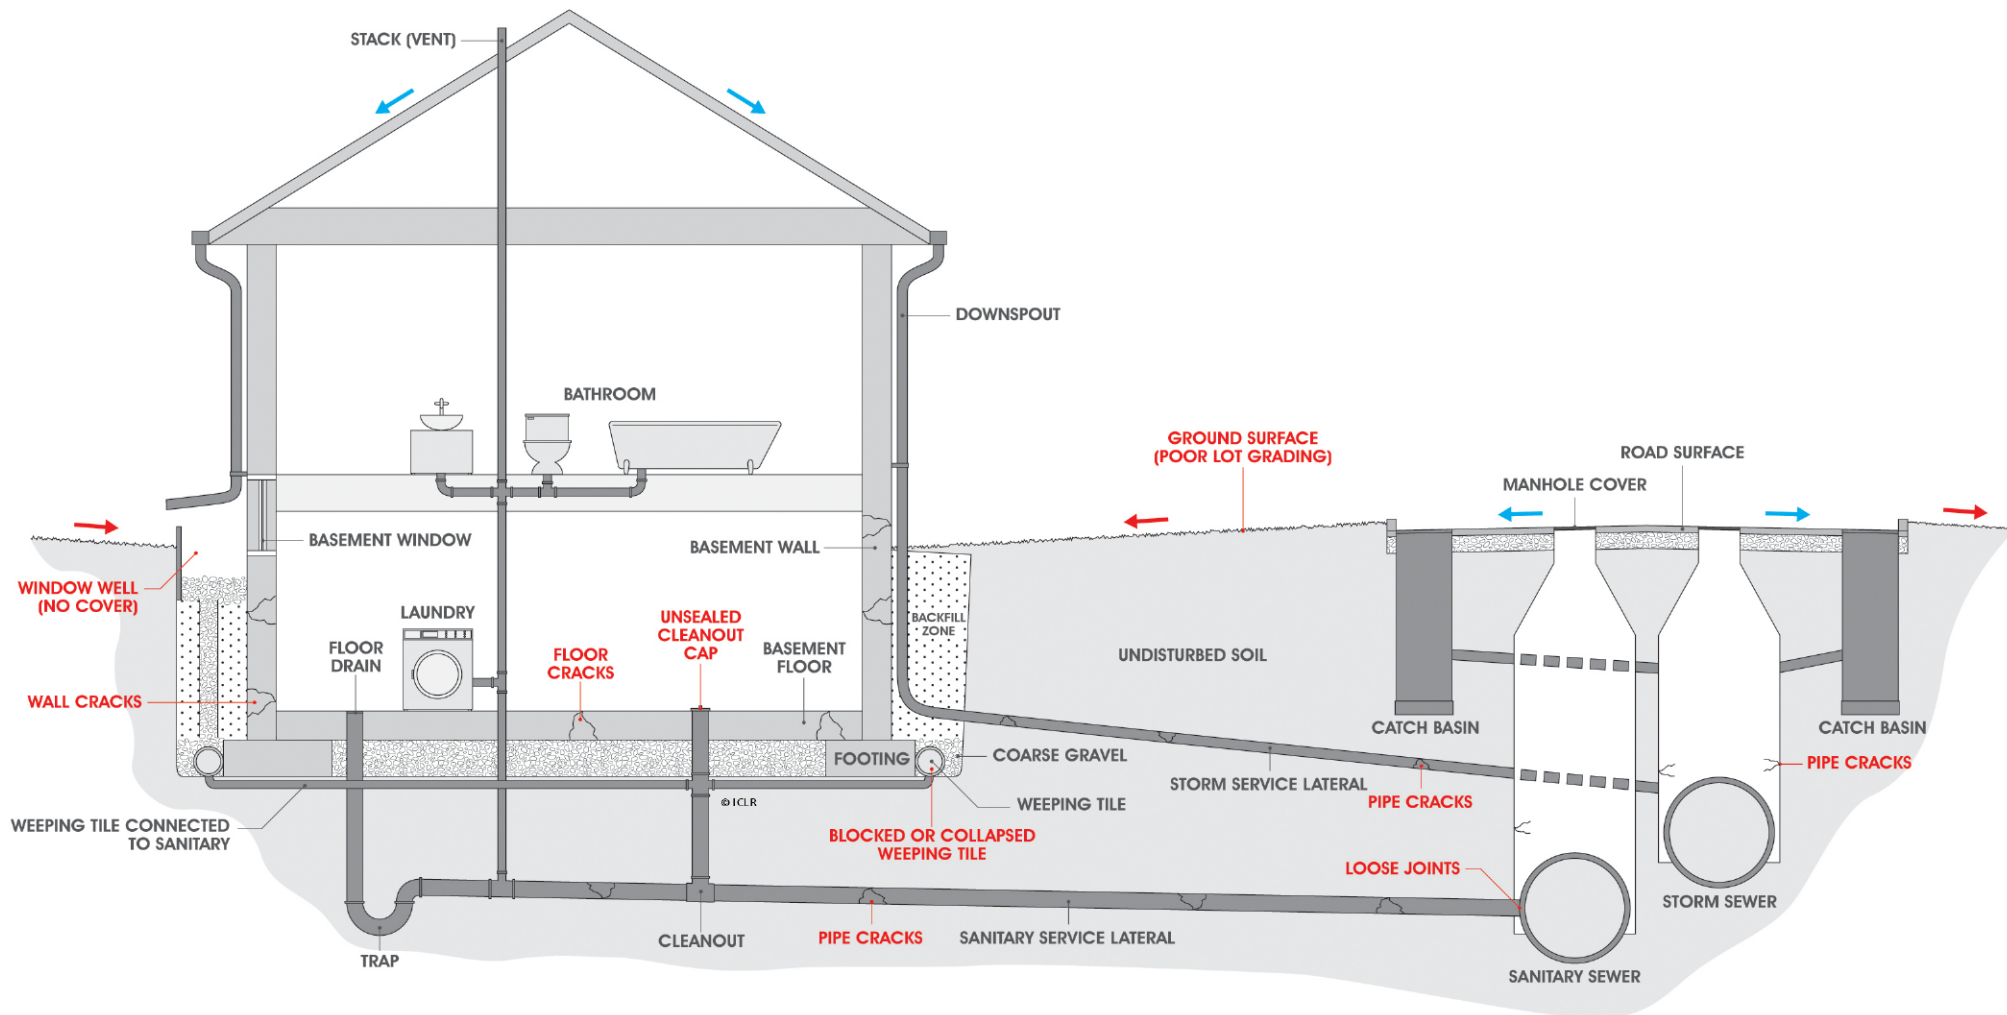 STACK (VENT)
DOWNSPOUT
BATHROOM
GROUND SURFACE
(POOR LOT GRADING)
ROAD SURFACE
MANHOLE COVER
BASEMENT WINDOW
BASEMENT WALL
WINDOW WELL
(NO COVER)
LAUNDRY
UNSEALED
CLEANOUT
CAP
BACKFILL
ZONE
FLOOR
DRAIN
FLOOR
CRACKS
BASEMENT
FLOOR
UNDISTURBED SOIL
WALL CRACKS
CATCH BASIN
CATCH BASIN
FOOTING
COARSE GRAVEL
STORM SERVICE LATERAL
PIPE CRACKS
PIPE CRACKS
© ICLR
WEEPING TILE
WEEPING TILE CONNECTED
TO SANITARY
BLOCKED OR COLLAPSED
WEEPING TILE
LOOSE JOINTS
STORM SEWER
TRAP
CLEANOUT
PIPE CRACKS
SANITARY SERVICE LATERAL
SANITARY SEWER